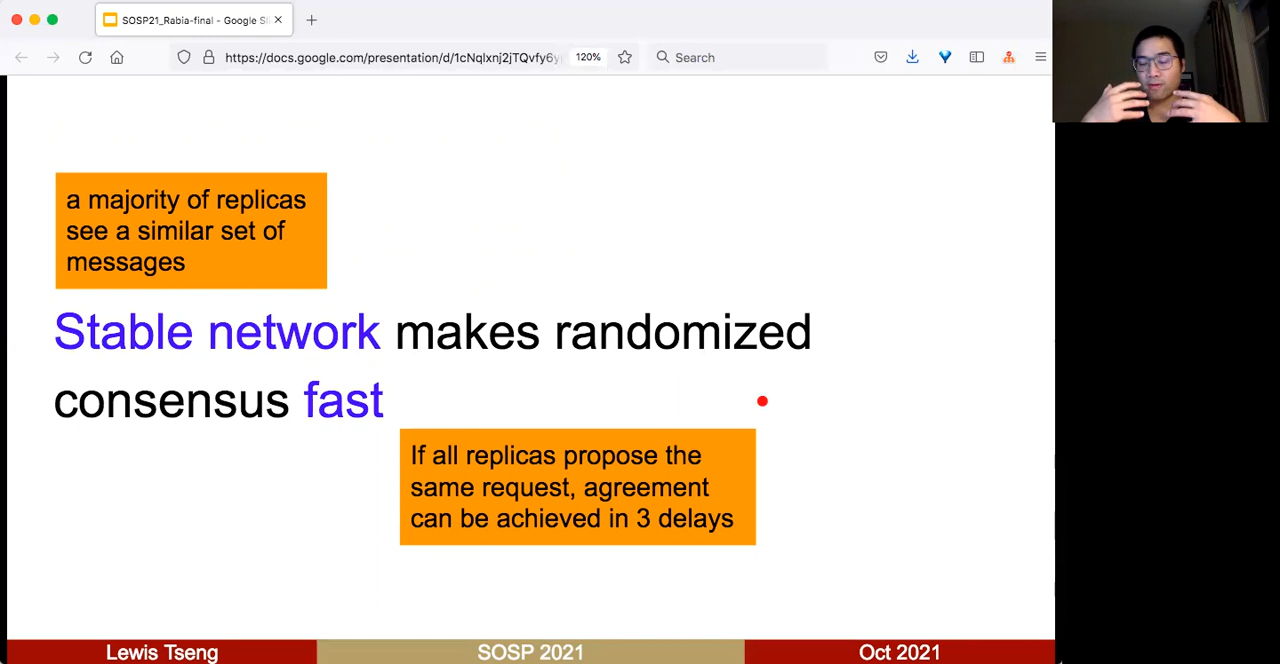 SOSP21_Rabia-final - Google Sl
https://docs.google.com/presentation/d/1cNqlxnj2jTQvfy6y
120%
Search
a majority of replicas
see a similar set of
messages
Stable network makes randomized
consensus fast
If all replicas propose the
same request, agreement
can be achieved in 3 delays
Lewis Tseng
SOSP 2021
Oct 2021